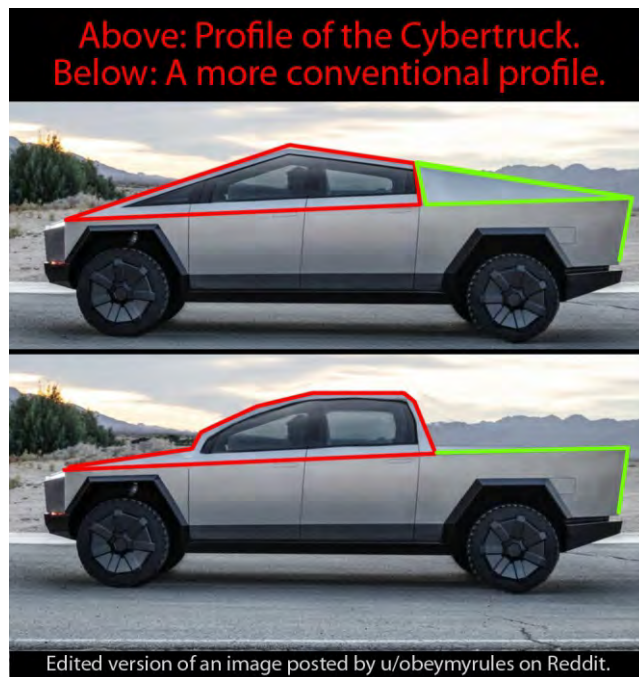 Above: Profile of the Cybertruck.
Below: A more conventional profile.
Edited version of an image posted by u/obeymyrules on Reddit.